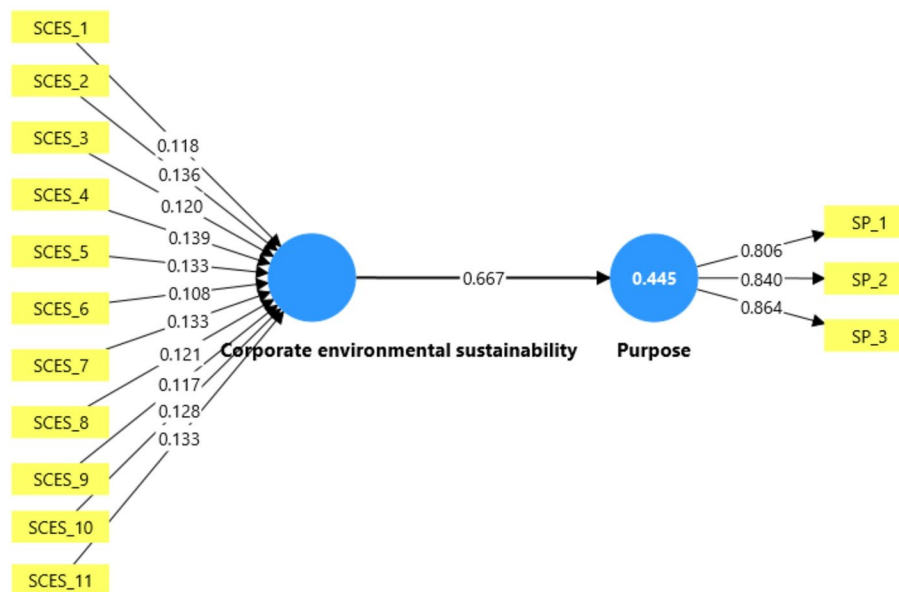 SCES_1
SCES_2
SCES_3
SCES_4
SCES_5
SCES_6
SCES_7
SCES_8
SCES_9
SCES_10
SCES_11
0.118
0.136
0.120
0.139
0.133
0.108
0.133
0.121
0.117
0.128
0.133
Corporate environmental sustainability
0.667
0.445
Purpose
0.806
0.840
0.864
SP_1
SP_2
SP_3